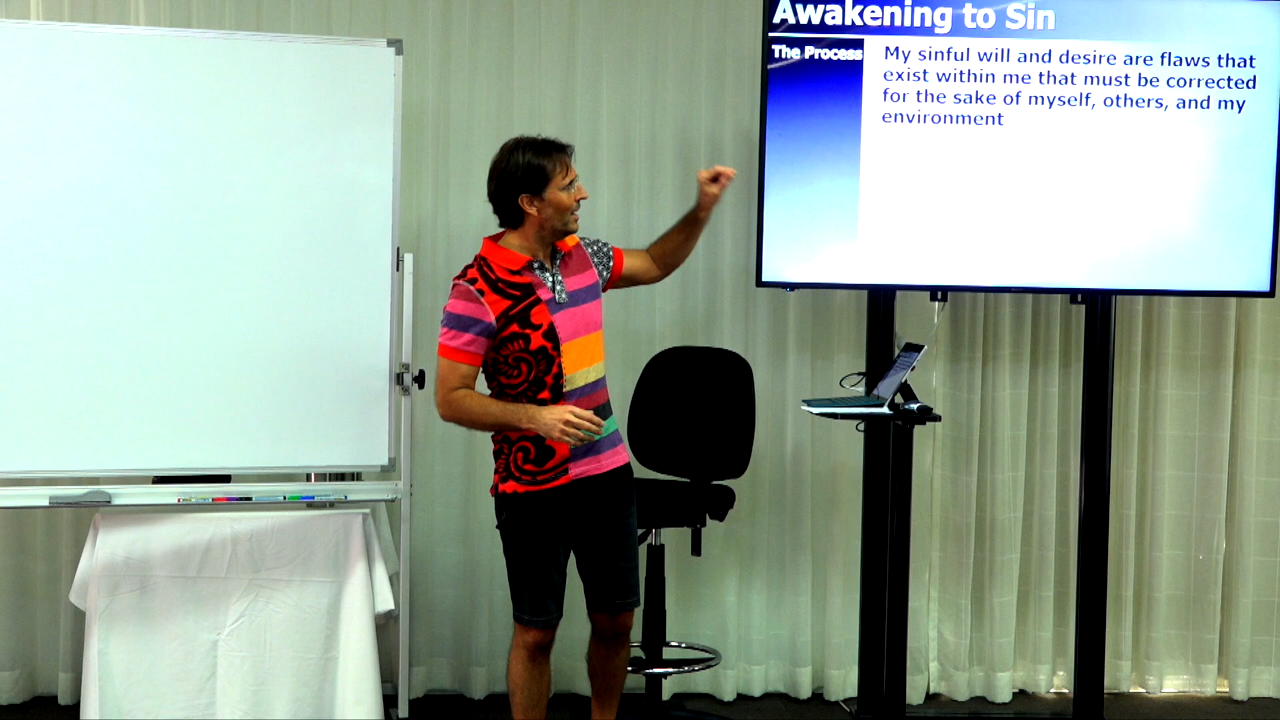 Awakening to Sin
The Process
My sinful will and desire are flaws that
exist within me that must be corrected
for the sake of myself, others, and my
environment